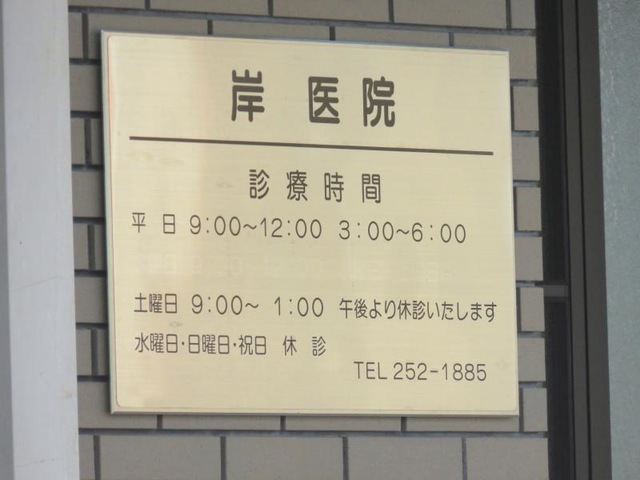 岸 医院
診療時間
平 日 9:00〜12:00 3:00〜6:00
土曜日 9:00〜 1:00 午後より休診いたします
水曜日・日曜日・祝日 休 診
TEL 252-1885